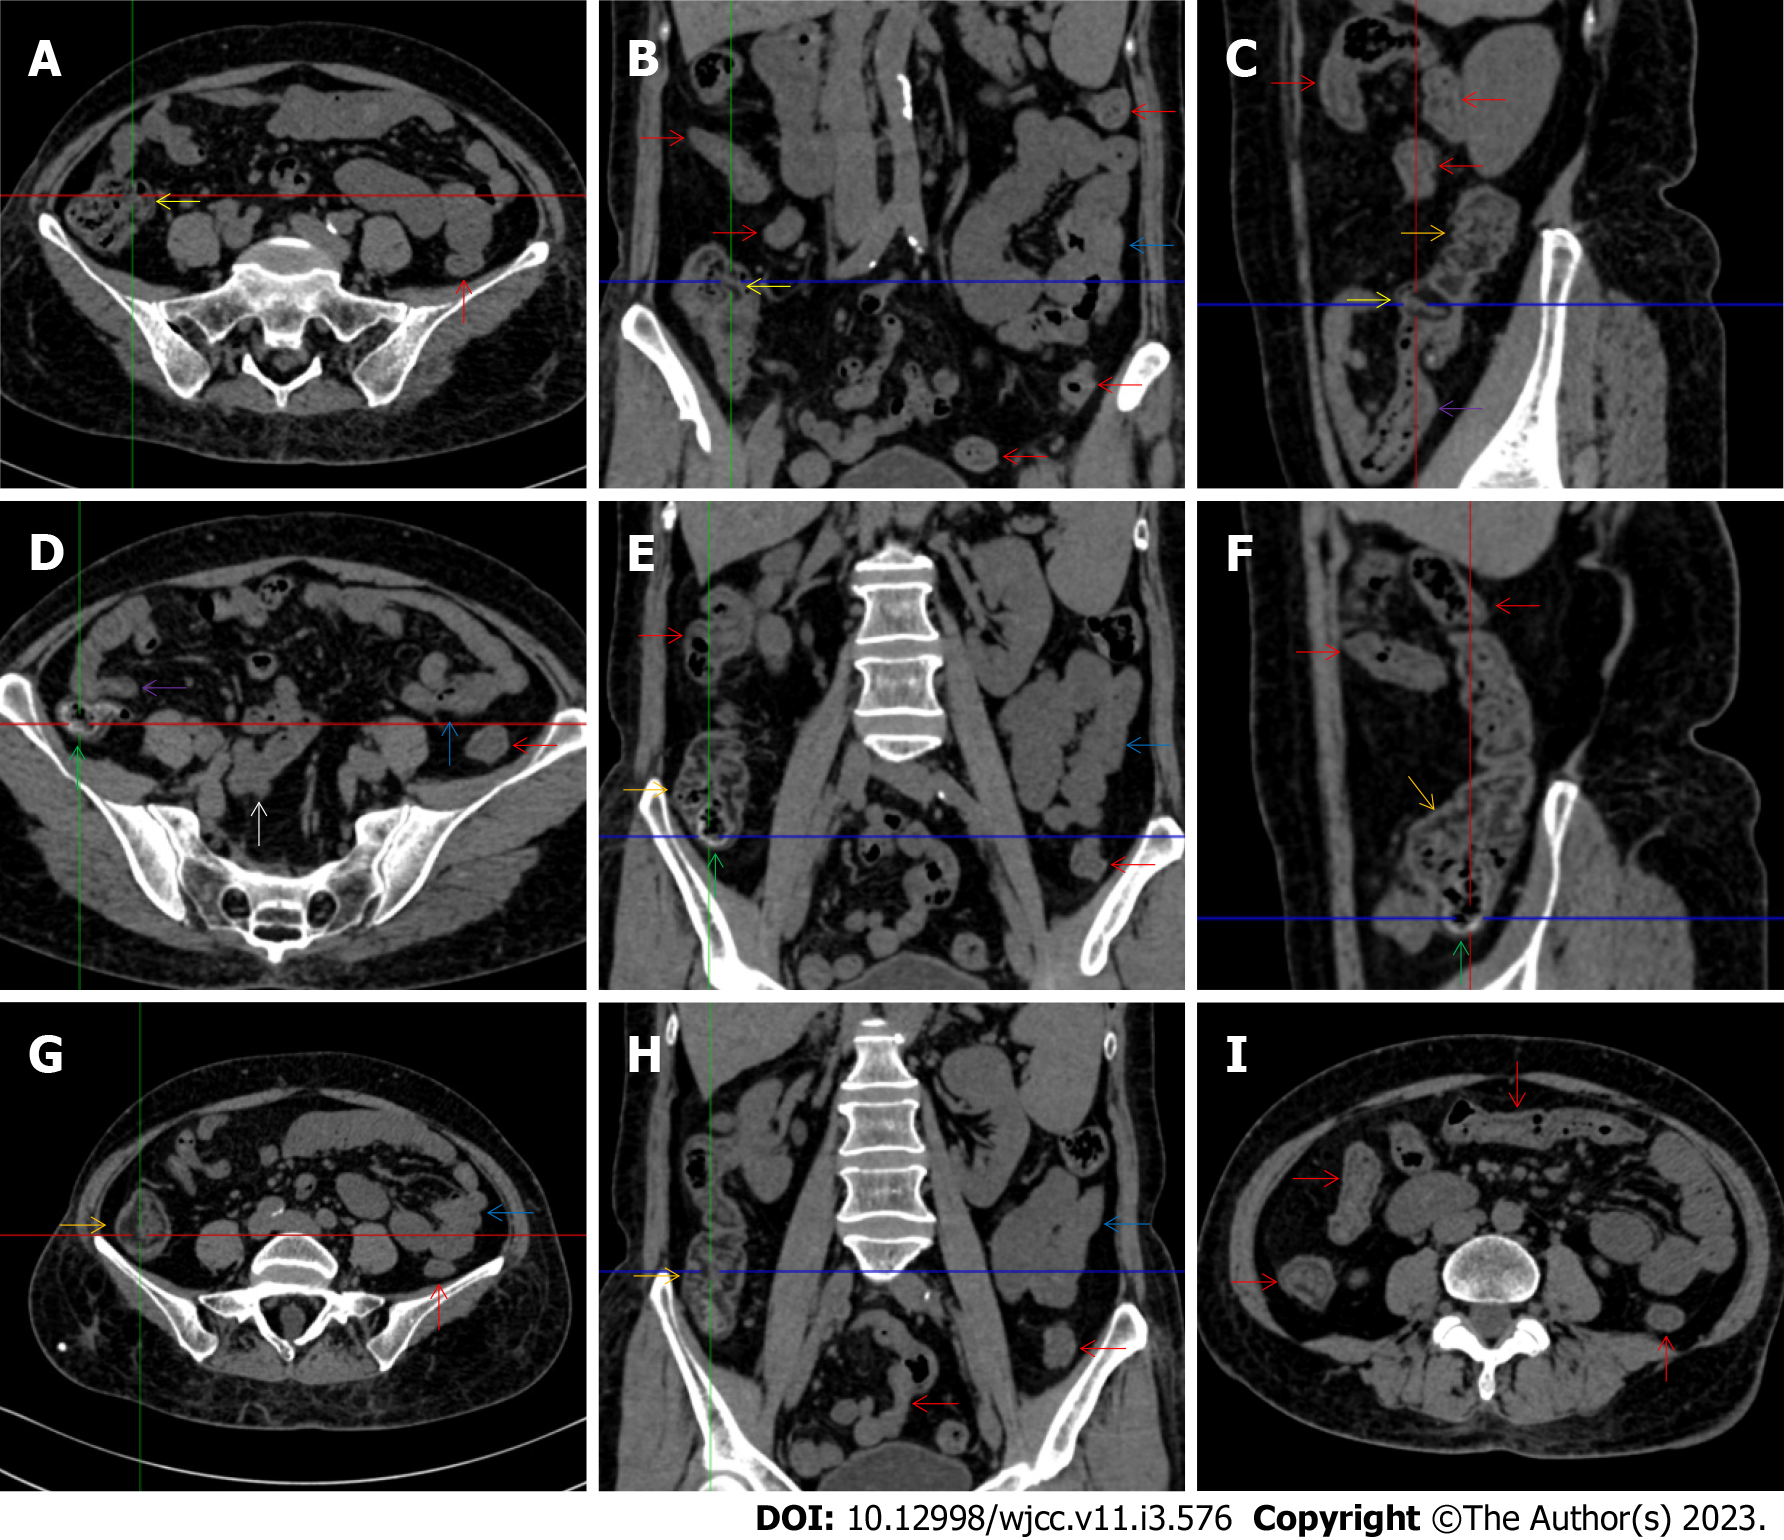 A
B
C
D
E
F
G
H
I
DOI: 10.12998/wjcc.v11.i3.576 Copyright ©The Author(s) 2023.